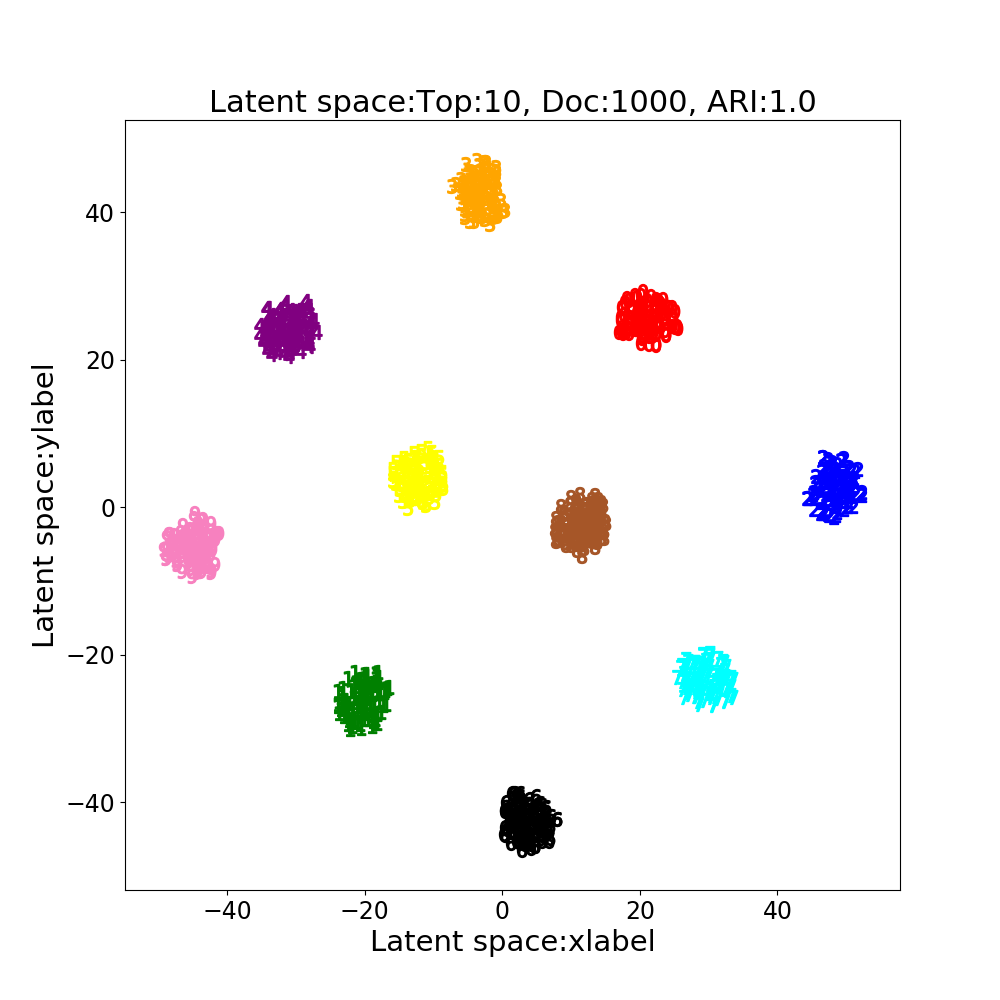 Latent space:Top:10, Doc:1000, ARI:1.0
40
20
0
−20
−40
Latent space:ylabel
−40 −20 0 20 40
Latent space:xlabel